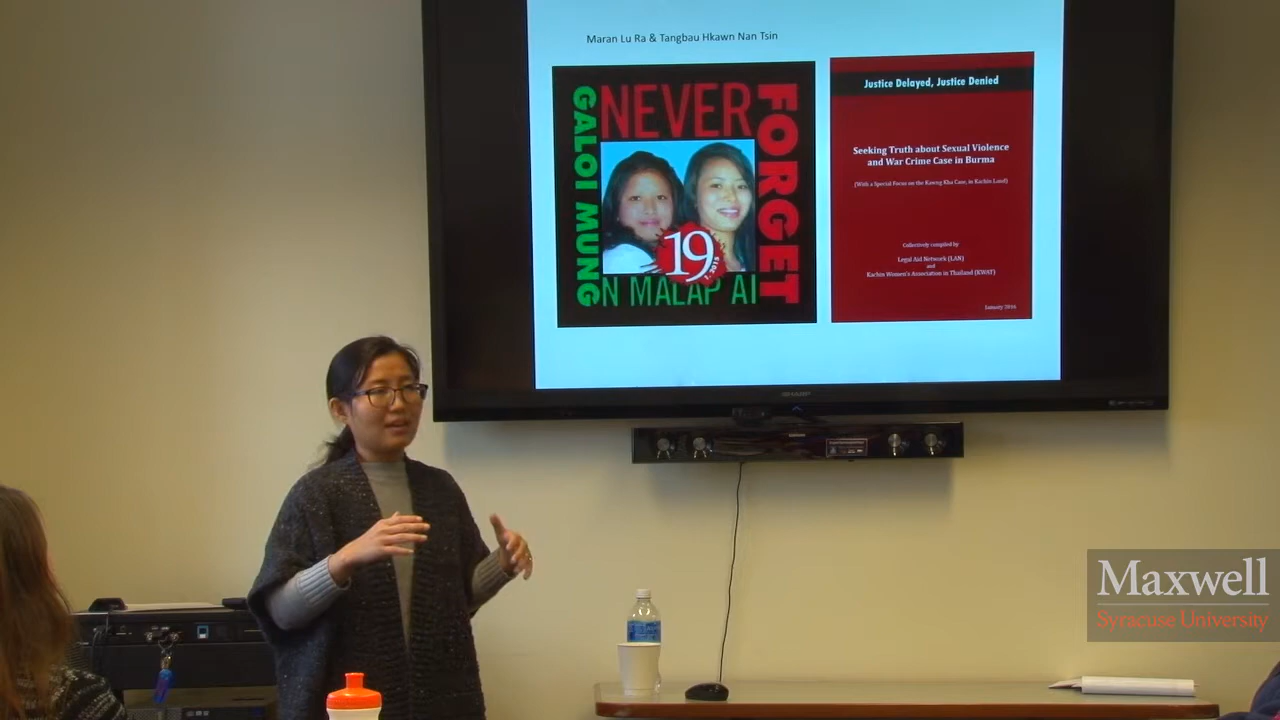 Maran Lu Ra & Tangbau Hkawn Nan Tsin
GALOI MUNG
NEVER
FORGET
19
1.2015
N MALAP AI
Justice Delayed, Justice Denied
Seeking Truth about Sexual Violence
and War Crime Case in Burma
(With a Special Focus on the Kawng Kha Case, in Kachin Land)
Collectively compiled by
Legal Aid Network (LAN)
and
Kachin Women's Association in Thailand (KWAT)
January 2016
SHARP
Maxwell
Syracuse University